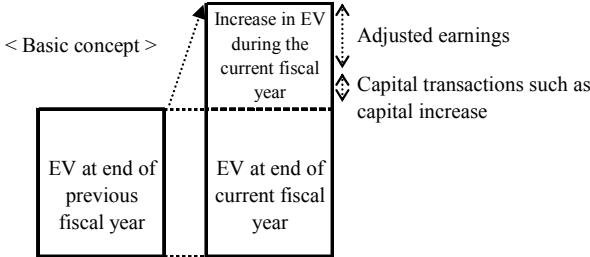 < Basic concept >
Increase in EV
during the
current fiscal
year
Adjusted earnings
Capital transactions such as
capital increase
EV at end of
previous
fiscal year
EV at end of
current fiscal
year